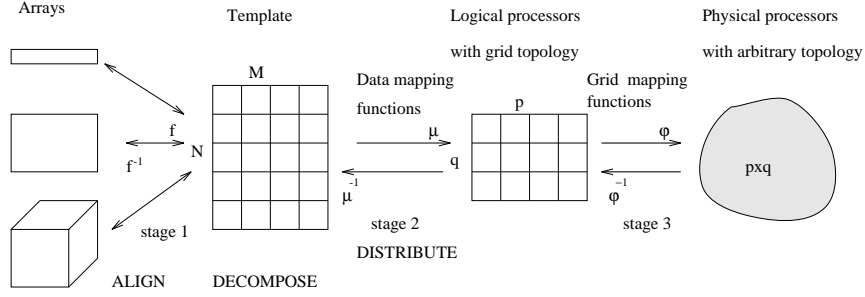 Arrays
Template
Logical processors
with grid topology
Physical processors
with arbitrary topology
M
Data mapping
functions
p
Grid mapping
functions
f
f-1
N
μ
μ-1
q
φ
φ-1
pxq
stage 1
stage 2
stage 3
ALIGN
DECOMPOSE
DISTRIBUTE